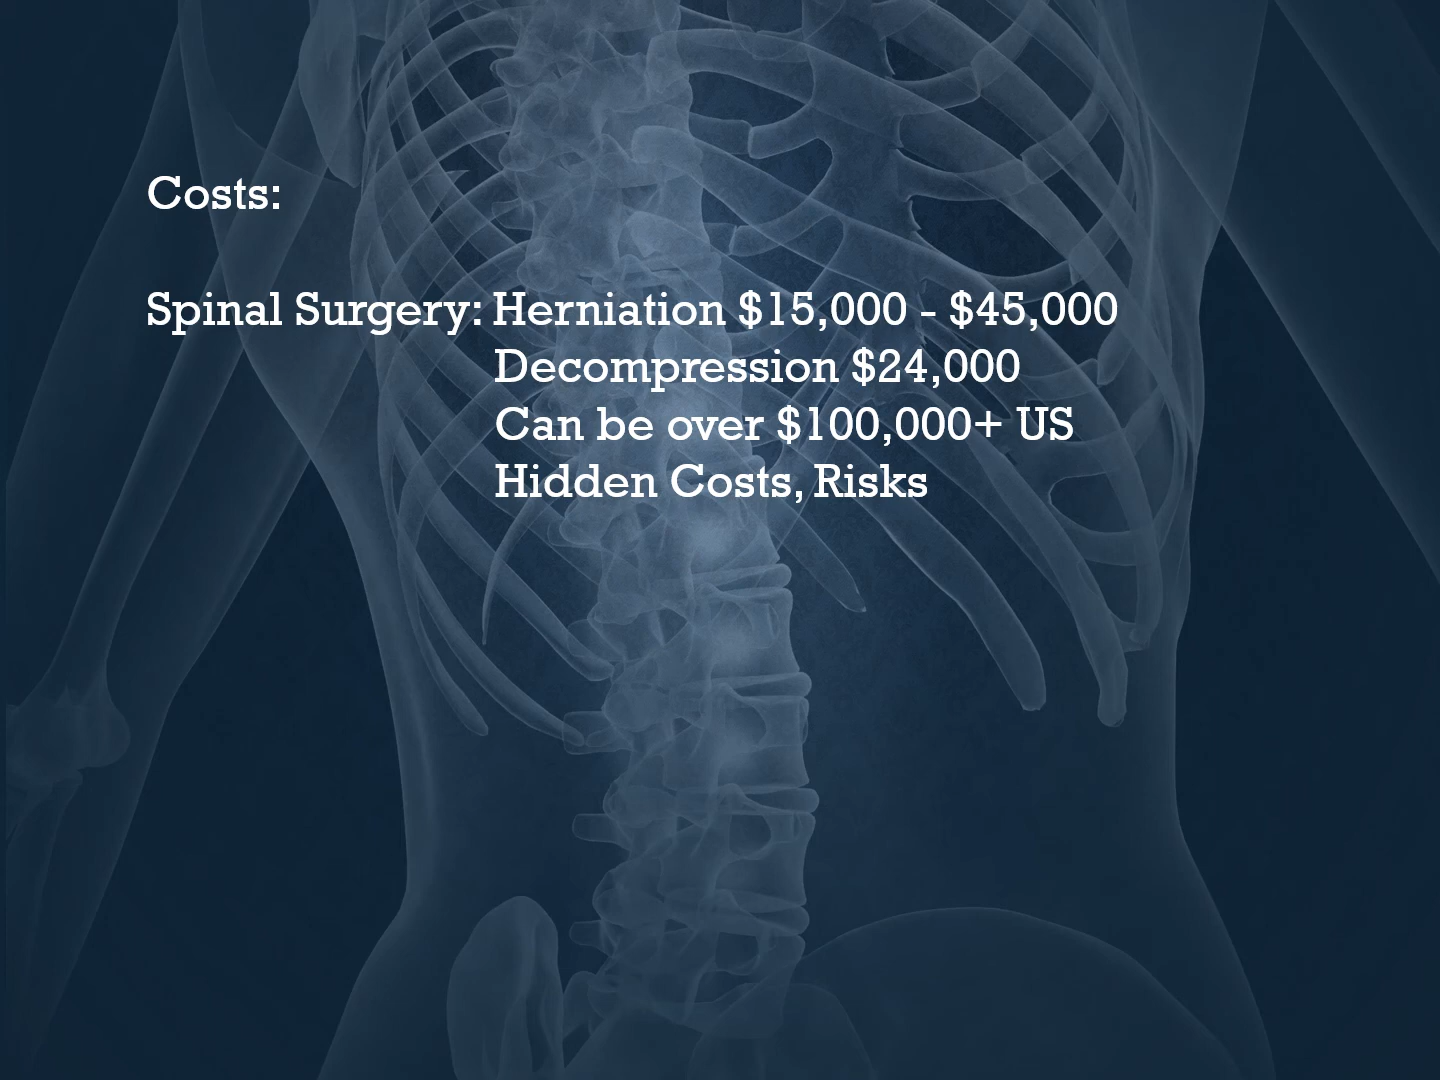 Costs:
Spinal Surgery: Herniation $15,000 - $45,000
Decompression $24,000
Can be over $100,000+ US
Hidden Costs, Risks